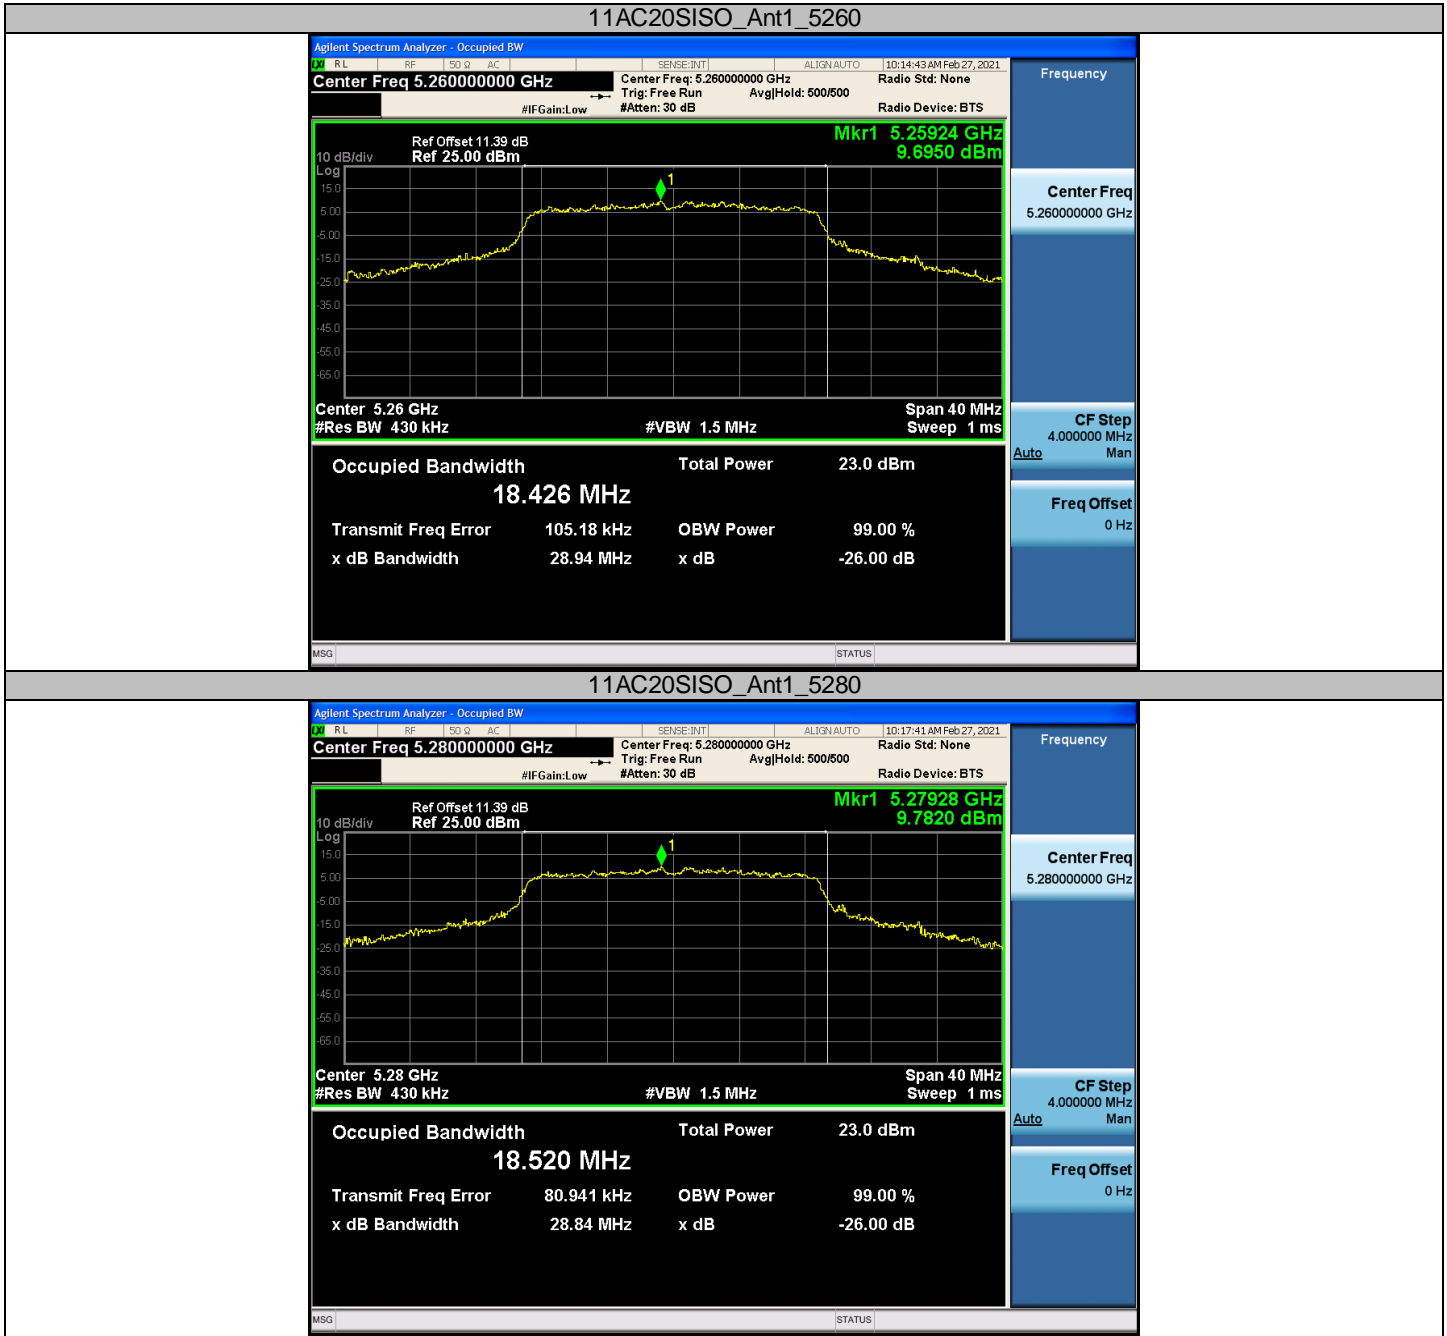 11AC20SISO_Ant1_5260
Agilent Spectrum Analyzer - Occupied BW
LXI RL RF 50 Ω AC SENSE:INT ALIGN AUTO 10:14:43 AM Feb 27, 2021
Center Freq 5.260000000 GHz
Center Freq: 5.260000000 GHz Radio Std: None
Trig: Free Run Avg|Hold: 500/500
#IFGain:Low #Atten: 30 dB Radio Device: BTS
Frequency
Mkr1 5.25924 GHz
9.6950 dBm
Ref Offset 11.39 dB
10 dB/div Ref 25.00 dBm
Log
15.0
5.00
-5.00
-15.0
-25.0
-35.0
-45.0
-55.0
-65.0
1
Center 5.26 GHz Span 40 MHz
#Res BW 430 kHz #VBW 1.5 MHz Sweep 1 ms
Center Freq
5.260000000 GHz
CF Step
4.000000 MHz
Auto Man
Freq Offset
0 Hz
Occupied Bandwidth Total Power 23.0 dBm
18.426 MHz
Transmit Freq Error 105.18 kHz OBW Power 99.00 %
x dB Bandwidth 28.94 MHz x dB -26.00 dB
MSG STATUS
11AC20SISO_Ant1_5280
Agilent Spectrum Analyzer - Occupied BW
LXI RL RF 50 Ω AC SENSE:INT ALIGN AUTO 10:17:41 AM Feb 27, 2021
Center Freq 5.280000000 GHz
Center Freq: 5.280000000 GHz Radio Std: None
Trig: Free Run Avg|Hold: 500/500
#IFGain:Low #Atten: 30 dB Radio Device: BTS
Frequency
Mkr1 5.27928 GHz
9.7820 dBm
Ref Offset 11.39 dB
10 dB/div Ref 25.00 dBm
Log
15.0
5.00
-5.00
-15.0
-25.0
-35.0
-45.0
-55.0
-65.0
1
Center 5.28 GHz Span 40 MHz
#Res BW 430 kHz #VBW 1.5 MHz Sweep 1 ms
Center Freq
5.280000000 GHz
CF Step
4.000000 MHz
Auto Man
Freq Offset
0 Hz
Occupied Bandwidth Total Power 23.0 dBm
18.520 MHz
Transmit Freq Error 80.941 kHz OBW Power 99.00 %
x dB Bandwidth 28.84 MHz x dB -26.00 dB
MSG STATUS